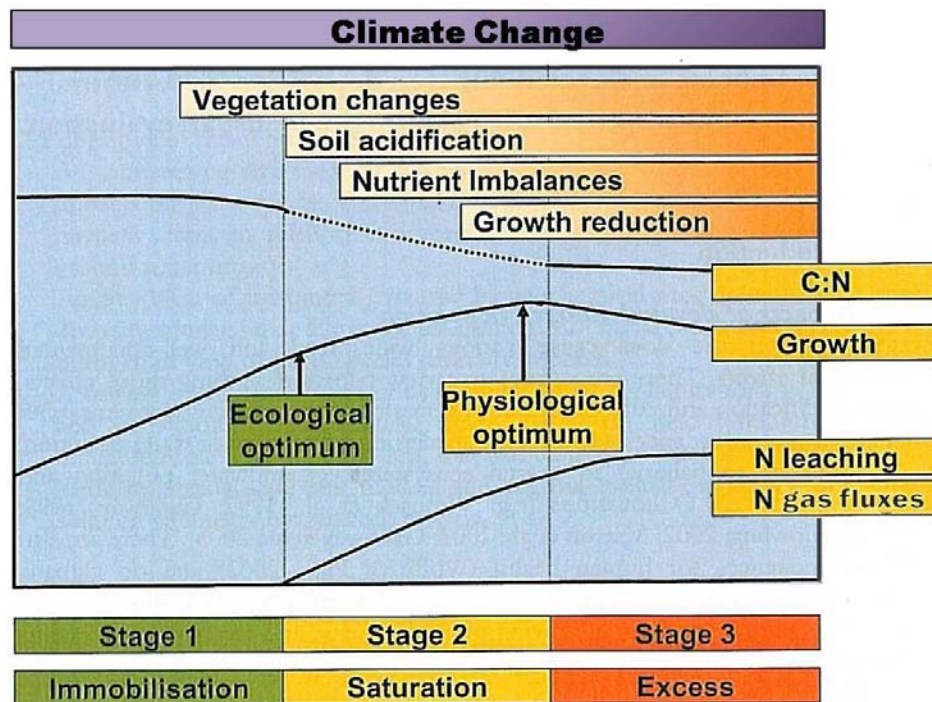 Climate Change
Vegetation changes
Soil acidification
Nutrient Imbalances
Growth reduction
C:N
Growth
Ecological
optimum
Physiological
optimum
N leaching
N gas fluxes
Stage 1
Stage 2
Stage 3
Immobilisation
Saturation
Excess